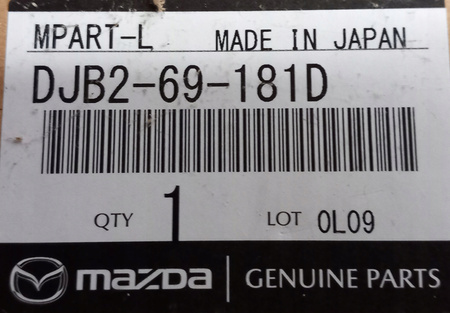 MPART-L MADE IN JAPAN
DJB2-69-181D
QTY 1 LOT 0L09
mazda GENUINE PARTS